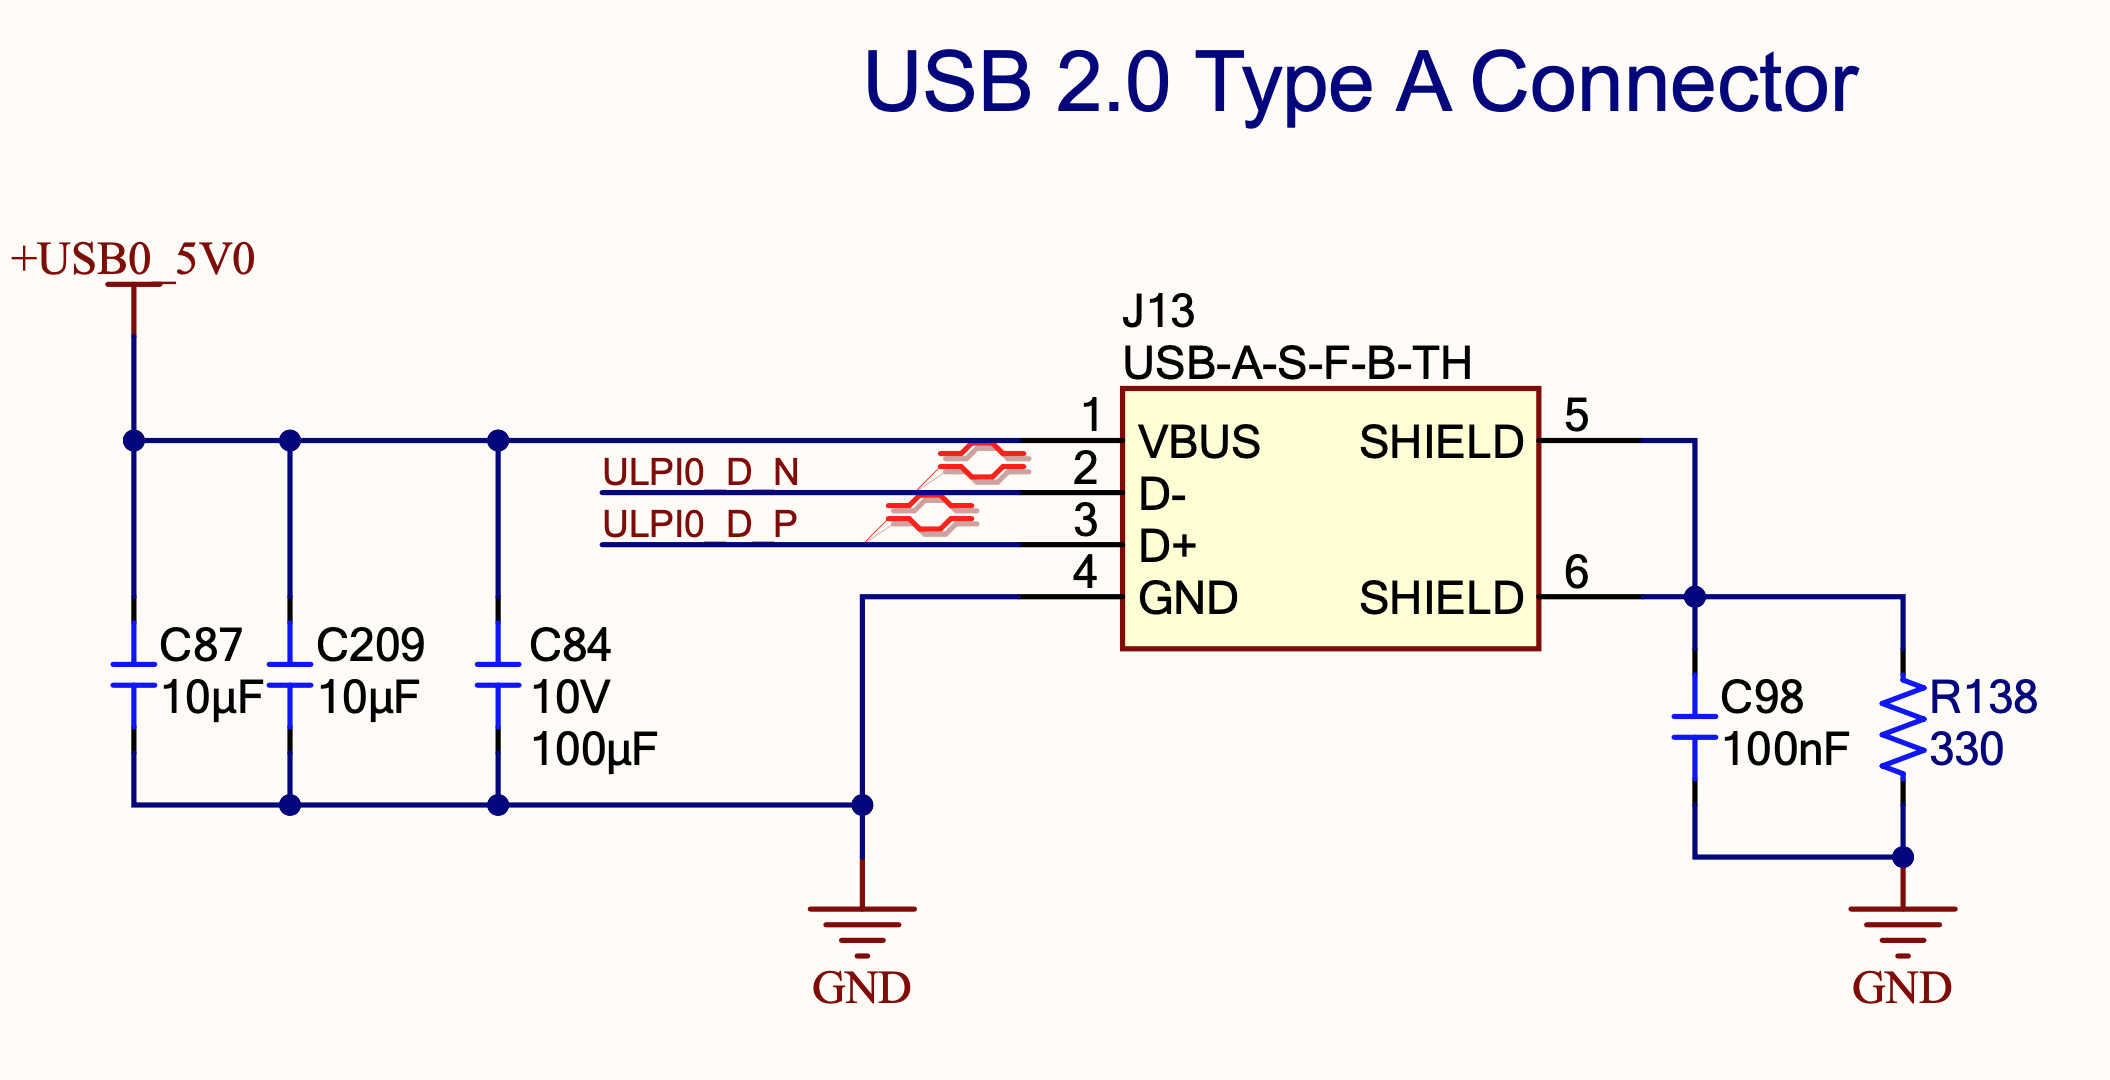 USB 2.0 Type A Connector
+USB0_5V0
J13
USB-A-S-F-B-TH
1
VBUS
SHIELD
5
ULPI0_D_N
2
D-
ULPI0_D_P
3
D+
4
GND
SHIELD
6
C87
10µF
C209
10µF
C84
10V
100µF
C98
100nF
R138
330
GND
GND